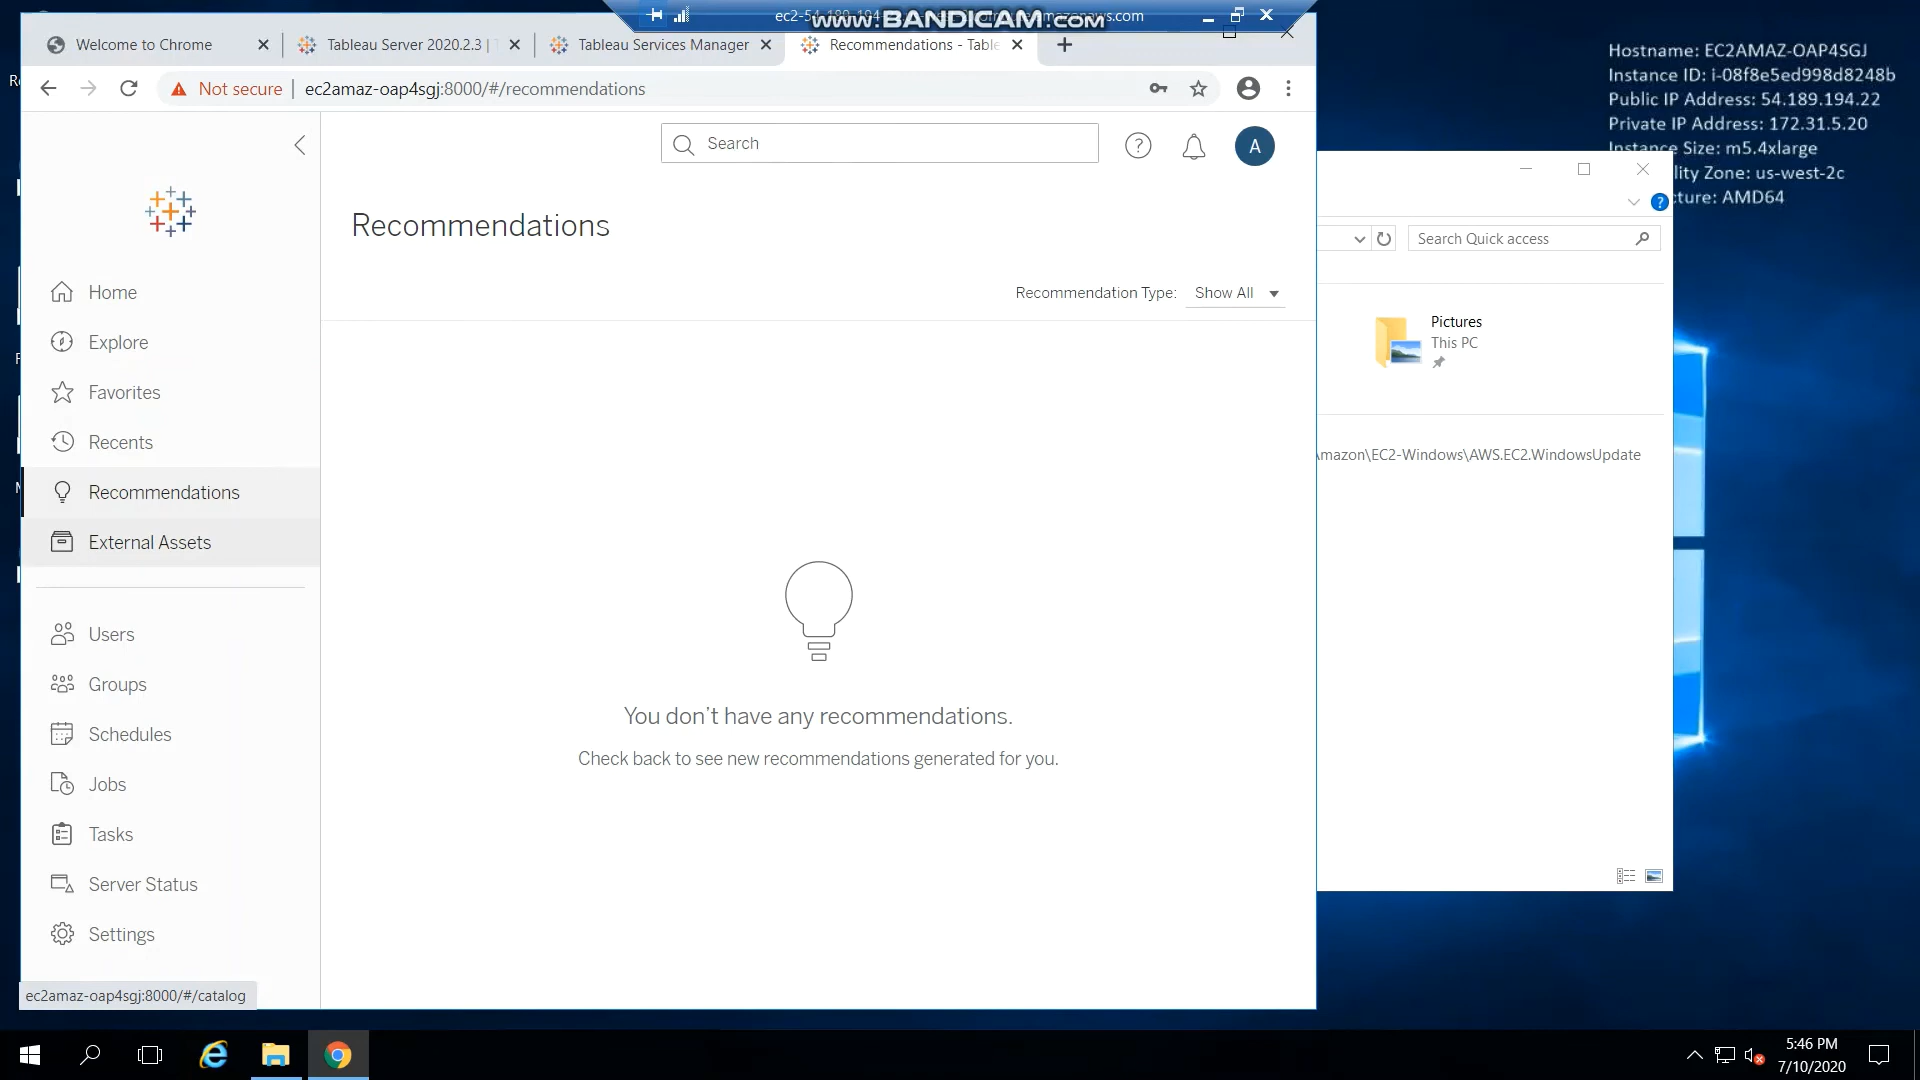 www.BANDICAM.com
Welcome to Chrome
Tableau Server 2020.2.3 |
Tableau Services Manager
Recommendations - Table
Not secure
ec2amaz-oap4sgj:8000/#/recommendations
Hostname: EC2AMAZ-OAP4SGJ
Instance ID: i-08f8e5ed998d8248b
Public IP Address: 54.189.194.22
Private IP Address: 172.31.5.20
Instance Size: m5.4xlarge
lity Zone: us-west-2c
cture: AMD64
Search
A
Recommendations
Recommendation Type: Show All
Home
Explore
Favorites
Recents
Recommendations
External Assets
Users
Groups
Schedules
Jobs
Tasks
Server Status
Settings
You don't have any recommendations.
Check back to see new recommendations generated for you.
Search Quick access
Pictures
This PC
mazon\EC2-Windows\AWS.EC2.WindowsUpdate
ec2amaz-oap4sgj:8000/#/catalog
5:46 PM
7/10/2020